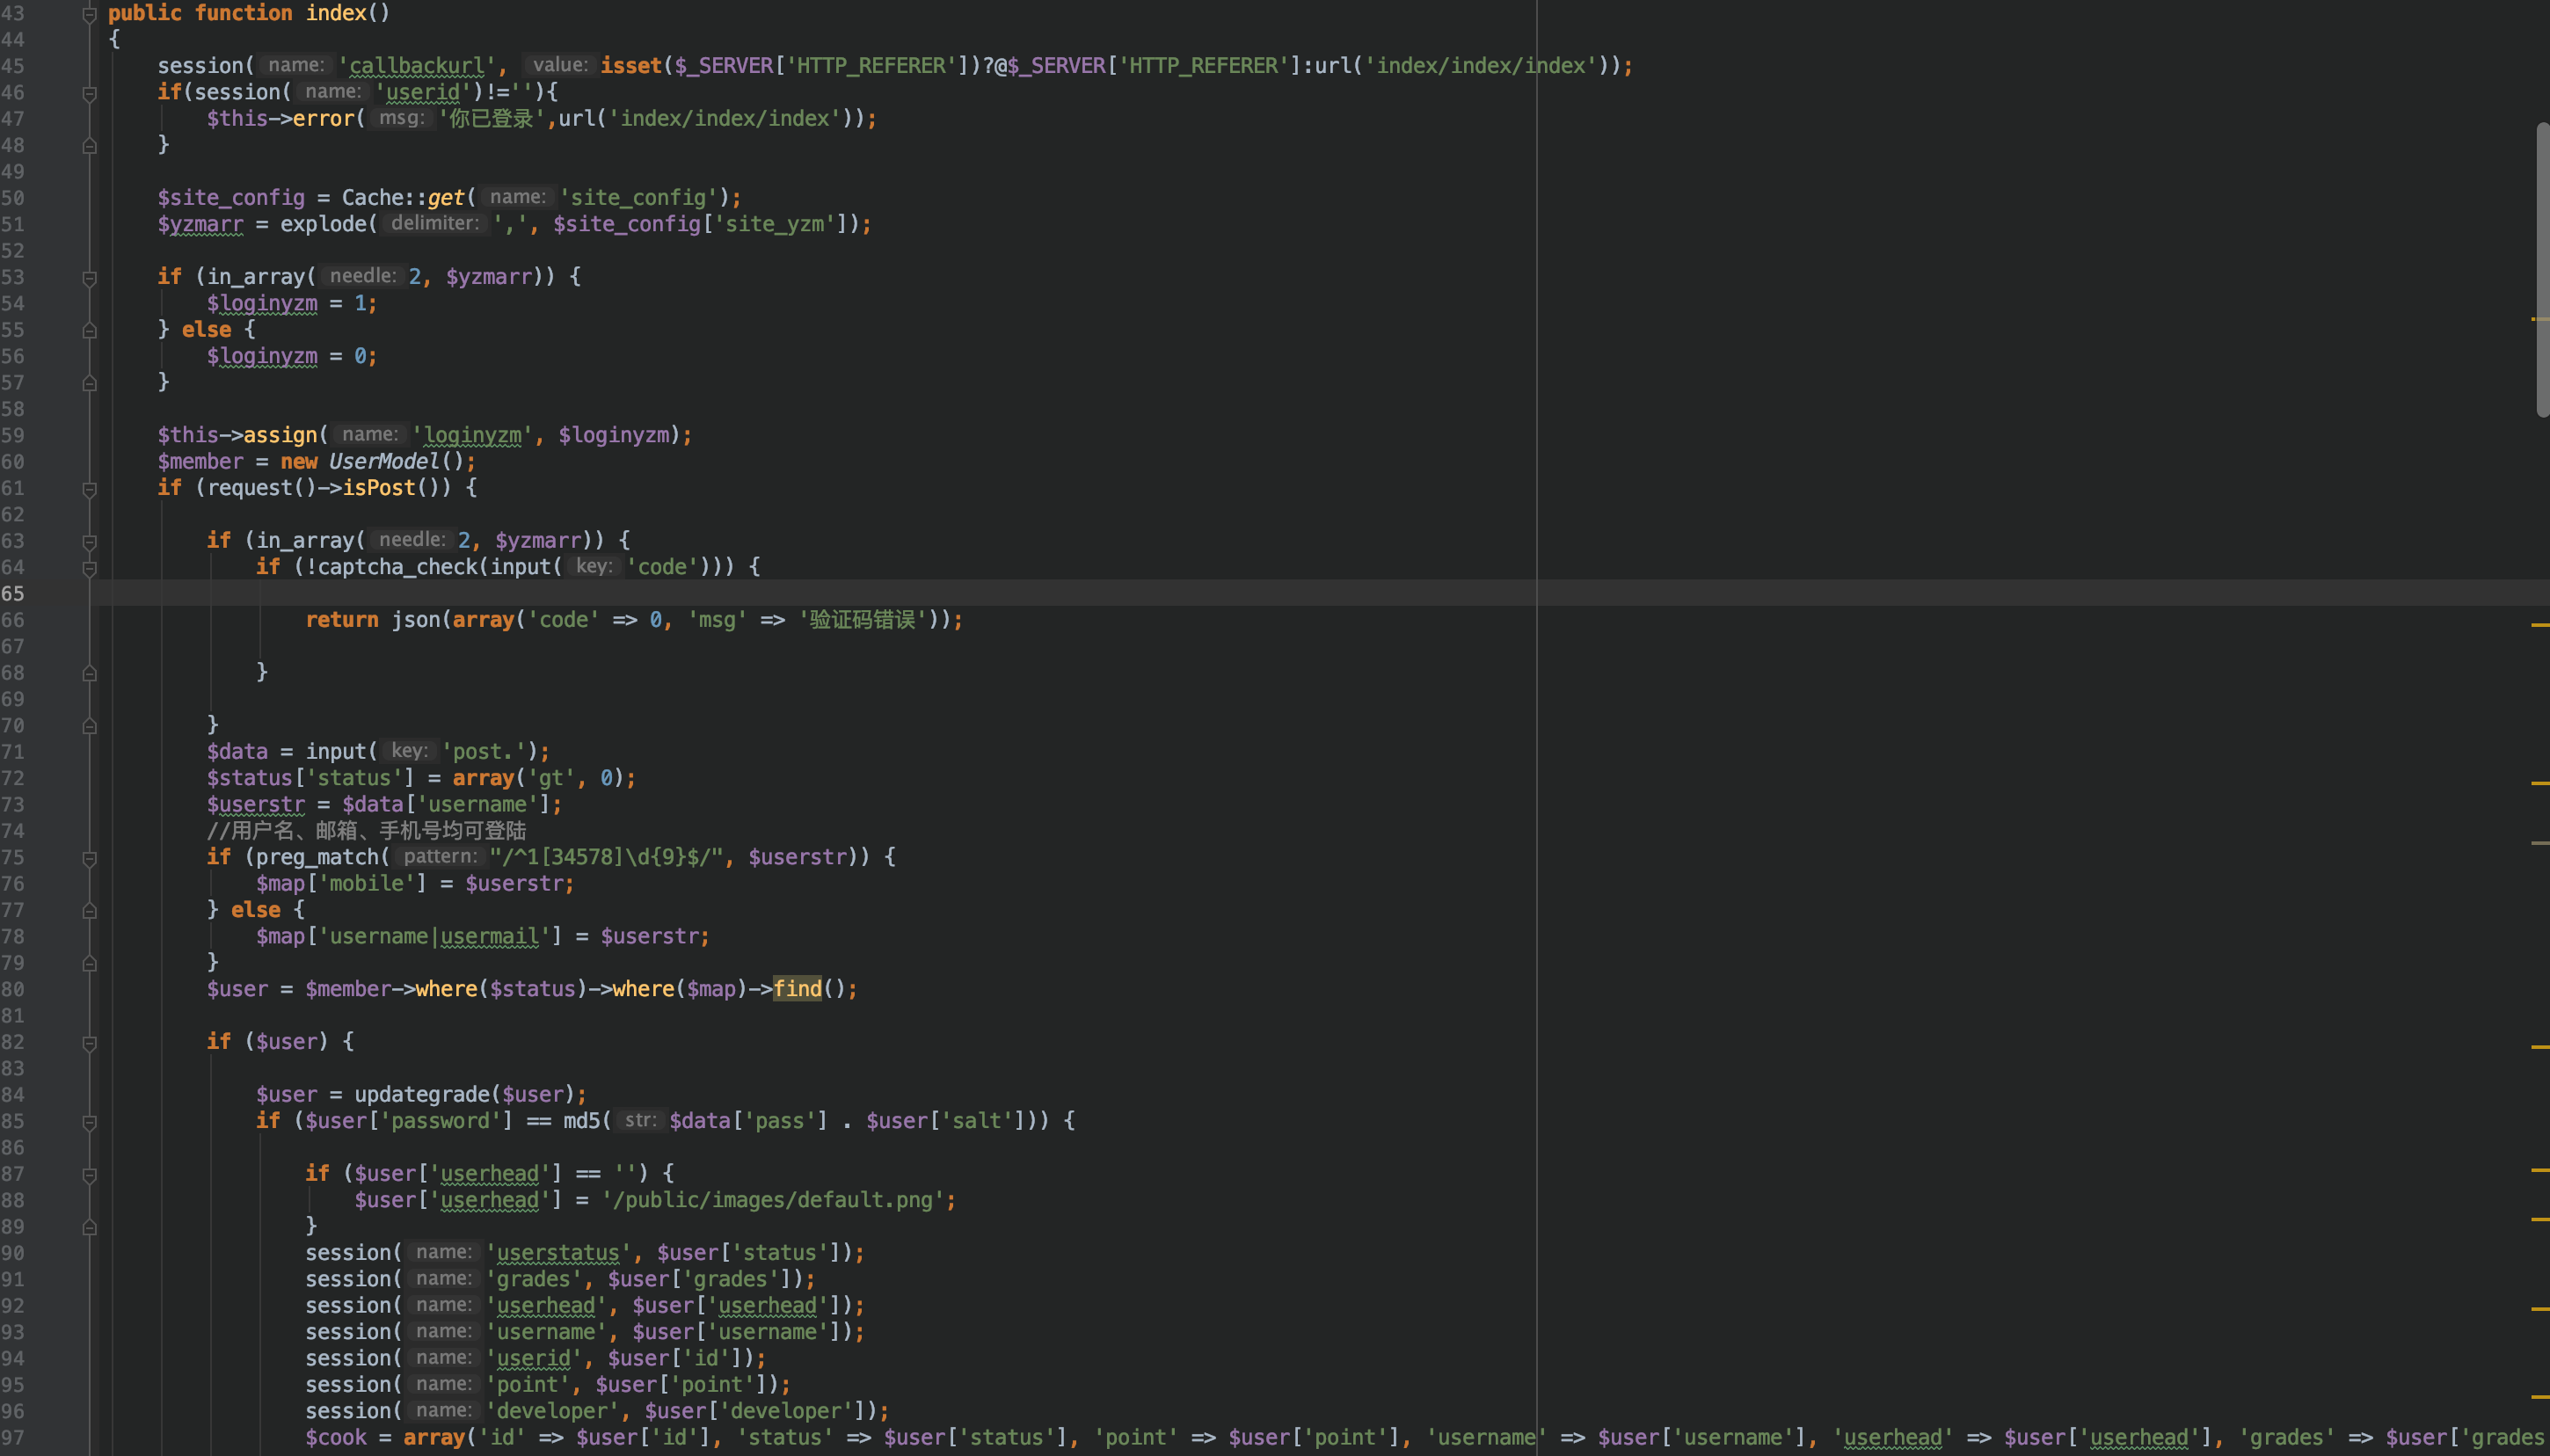 43 public function index()
44 {
45 session( name: 'callbackurl', value: isset($_SERVER['HTTP_REFERER'])?@$_SERVER['HTTP_REFERER']:url('index/index/index'));
46 if(session( name: 'userid')!=''){
47 $this->error( msg: '你已登录',url('index/index/index'));
48 }
49
50 $site_config = Cache::get( name: 'site_config');
51 $yzmarr = explode( delimiter: ',', $site_config['site_yzm']);
52
53 if (in_array( needle: 2, $yzmarr)) {
54 $loginyzm = 1;
55 } else {
56 $loginyzm = 0;
57 }
58
59 $this->assign( name: 'loginyzm', $loginyzm);
60 $member = new UserModel();
61 if (request()->isPost()) {
62
63 if (in_array( needle: 2, $yzmarr)) {
64 if (!captcha_check(input( key: 'code'))) {
65
66 return json(array('code' => 0, 'msg' => '验证码错误'));
67
68 }
69
70 }
71 $data = input( key: 'post.');
72 $status['status'] = array('gt', 0);
73 $userstr = $data['username'];
74 //用户名、邮箱、手机号均可登陆
75 if (preg_match( pattern: "/^1[34578]\d{9}$/", $userstr)) {
76 $map['mobile'] = $userstr;
77 } else {
78 $map['username|usermail'] = $userstr;
79 }
80 $user = $member->where($status)->where($map)->find();
81
82 if ($user) {
83
84 $user = updategrade($user);
85 if ($user['password'] == md5( str: $data['pass'] . $user['salt'])) {
86
87 if ($user['userhead'] == '') {
88 $user['userhead'] = '/public/images/default.png';
89 }
90 session( name: 'userstatus', $user['status']);
91 session( name: 'grades', $user['grades']);
92 session( name: 'userhead', $user['userhead']);
93 session( name: 'username', $user['username']);
94 session( name: 'userid', $user['id']);
95 session( name: 'point', $user['point']);
96 session( name: 'developer', $user['developer']);
97 $cook = array('id' => $user['id'], 'status' => $user['status'], 'point' => $user['point'], 'username' => $user['username'], 'userhead' => $user['userhead'], 'grades' => $user['grades